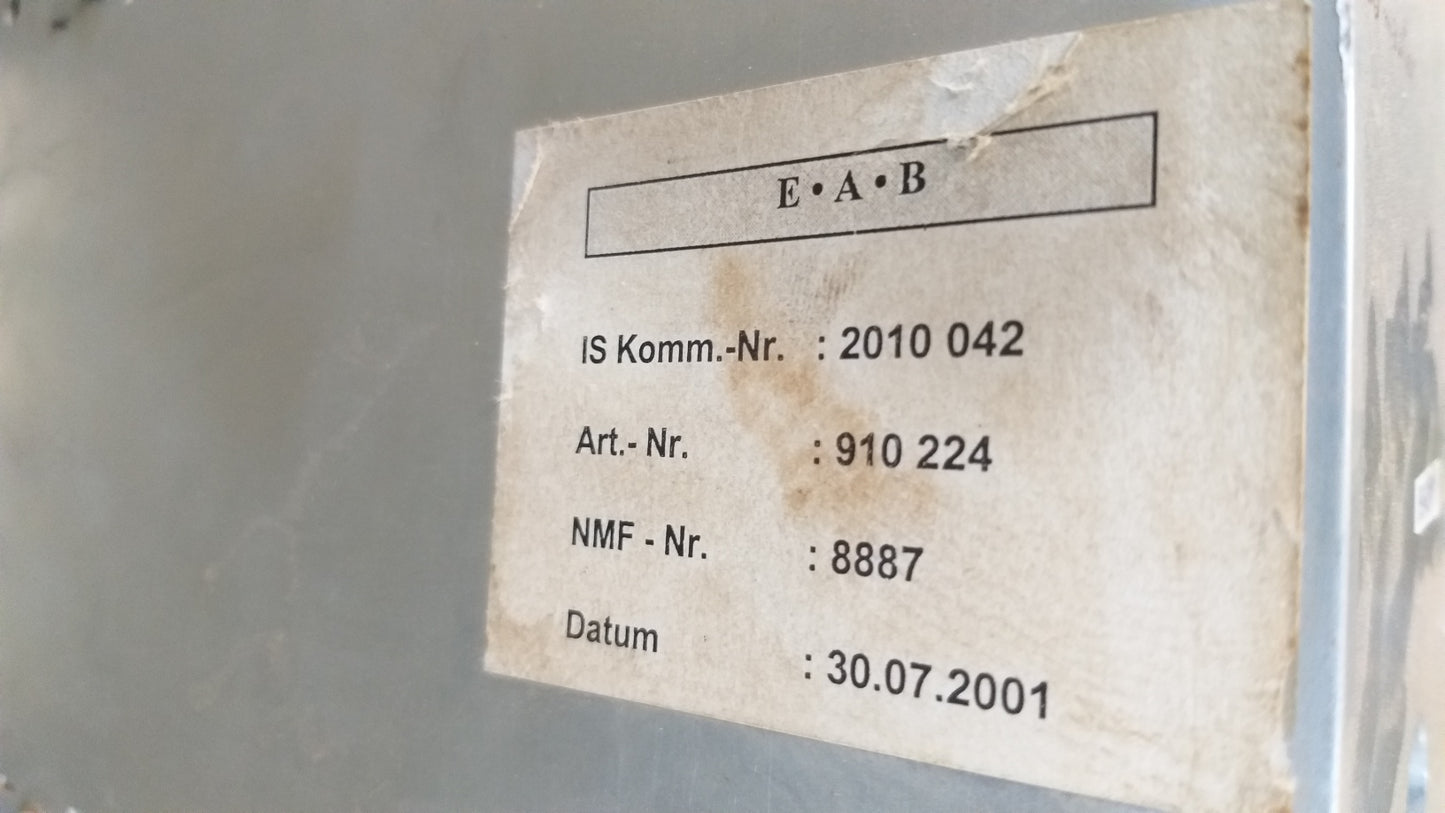 E • A • B
IS Komm.-Nr. : 2010 042
Art.- Nr. : 910 224
NMF - Nr. : 8887
Datum : 30.07.2001